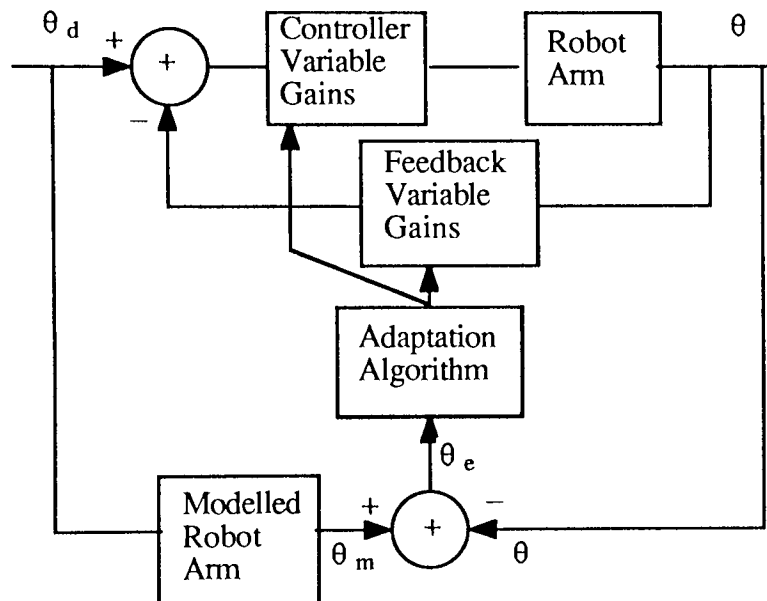 θ d
+
+
−
Controller
Variable
Gains
Robot
Arm
θ
Feedback
Variable
Gains
Adaptation
Algorithm
θ e
Modelled
Robot
Arm
+
θ m
+
−
θ